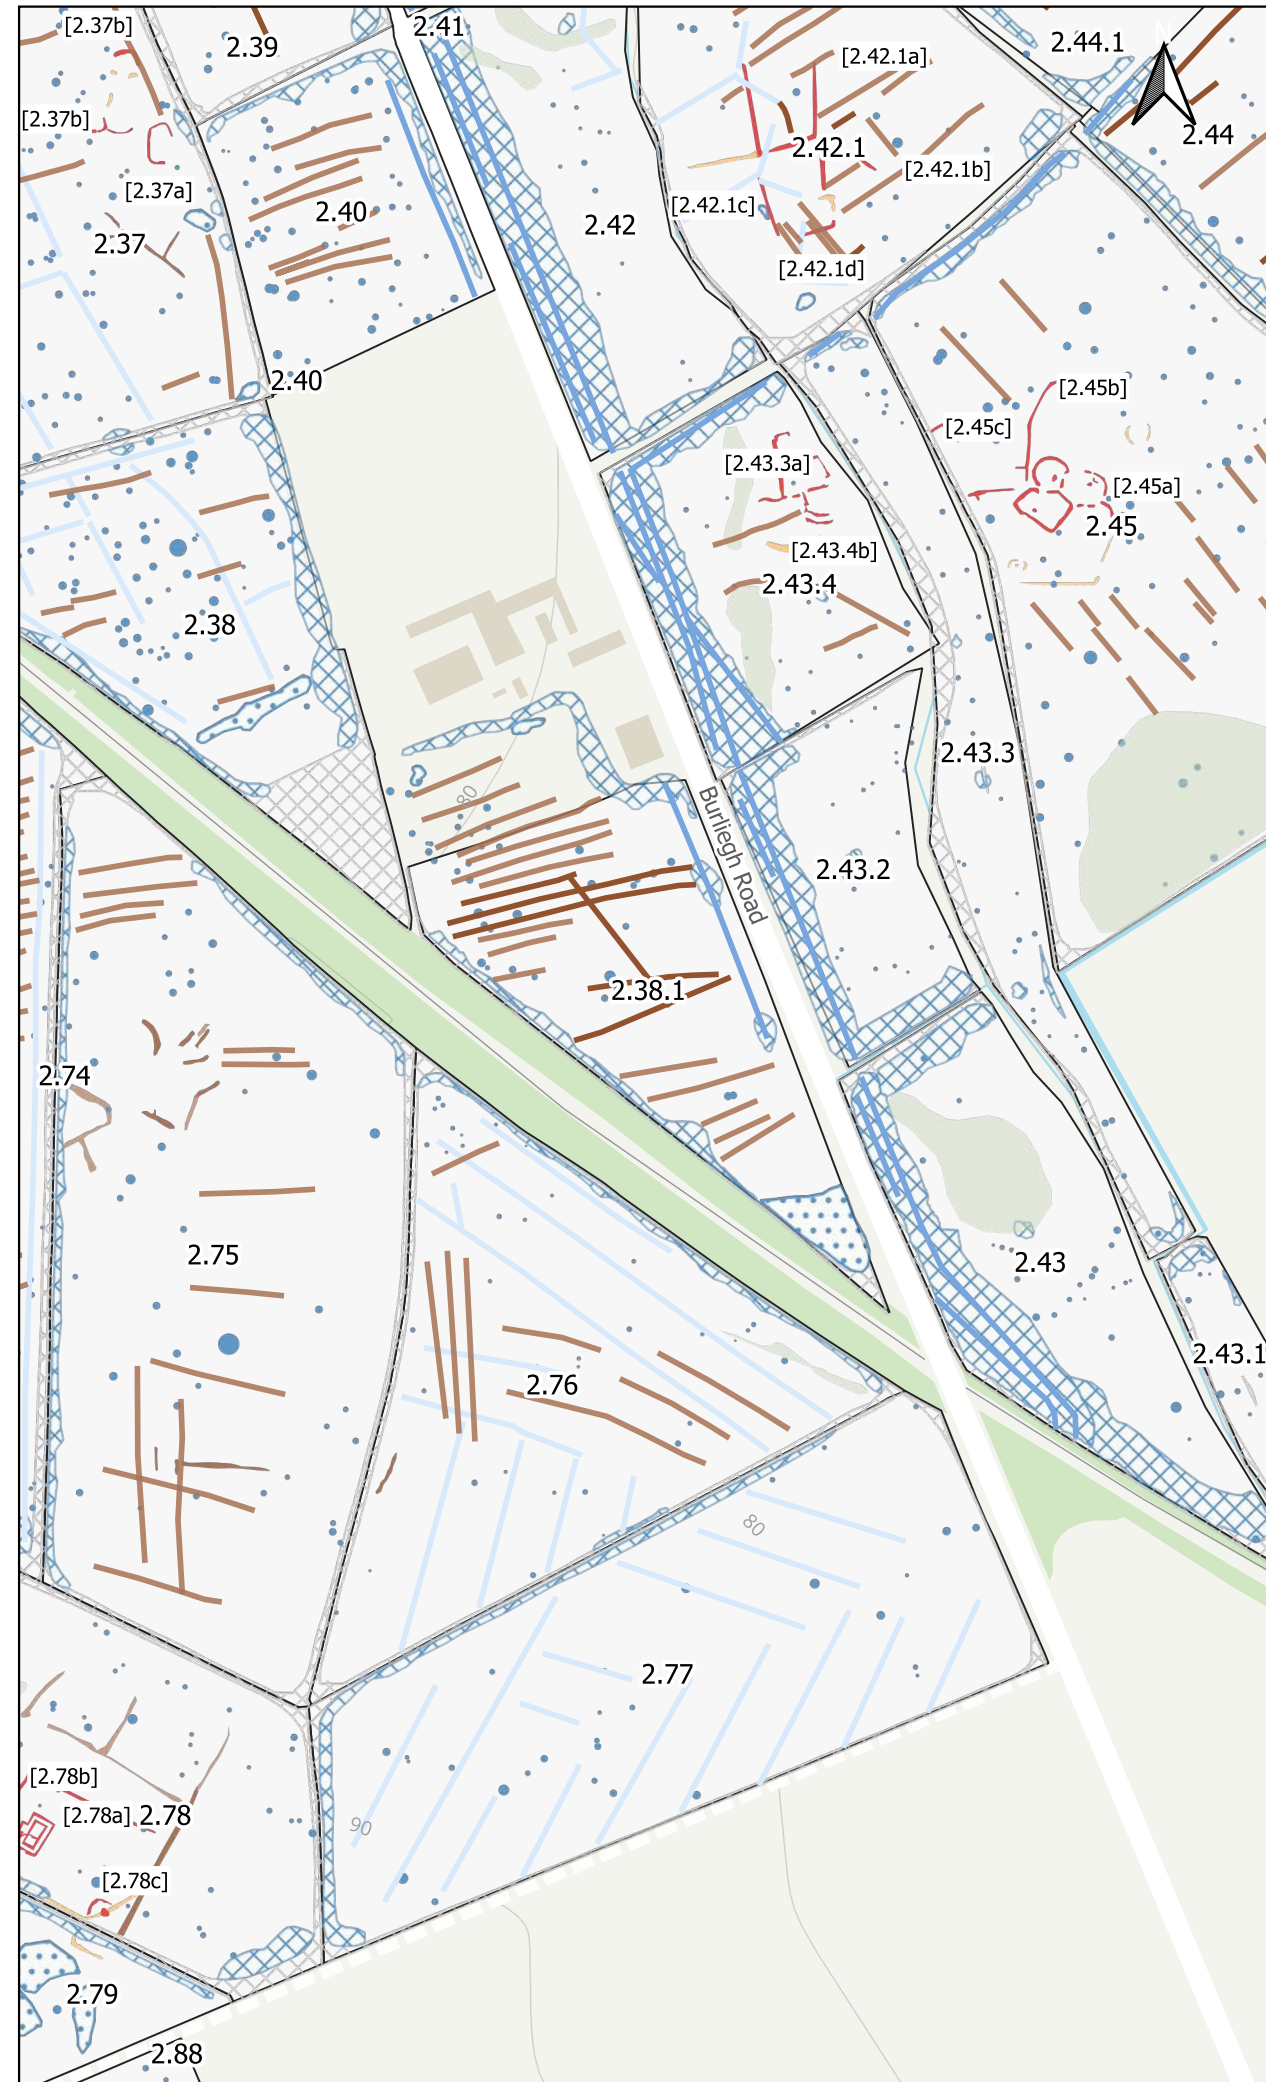 [2.37b]
2.39
2.41
2.44.1
N
[2.42.1a]
[2.37b]
2.44
2.42.1
[2.42.1b]
[2.37a]
[2.42.1c]
2.40
2.42
2.37
[2.42.1d]
2.40
[2.45b]
[2.45c]
[2.43.3a]
[2.45a]
2.45
[2.43.4b]
2.43.4
2.38
2.43.3
80
Burliegh Road
2.43.2
2.38.1
2.74
2.75
2.43
2.43.1
2.76
80
2.77
[2.78b]
[2.78a]
2.78
90
[2.78c]
2.79
2.88